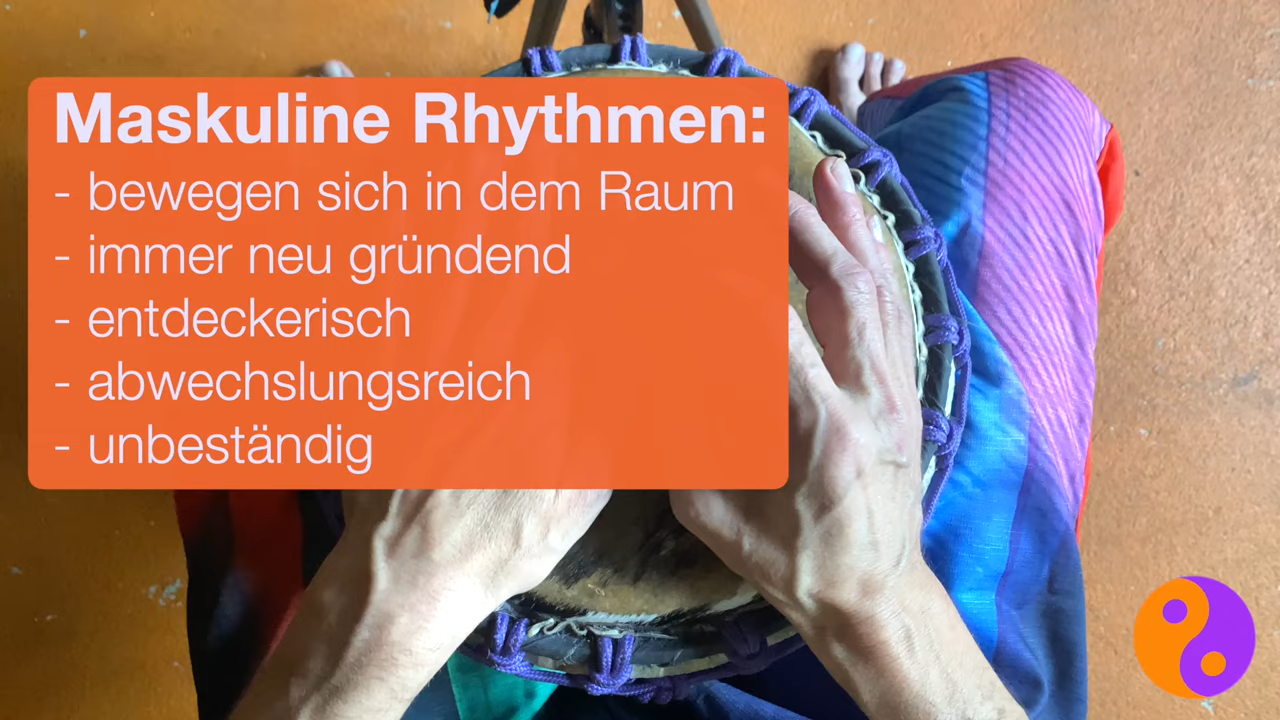 Maskuline Rhythmen:
- bewegen sich in dem Raum
- immer neu gründend
- entdeckerisch
- abwechslungsreich
- unbeständig